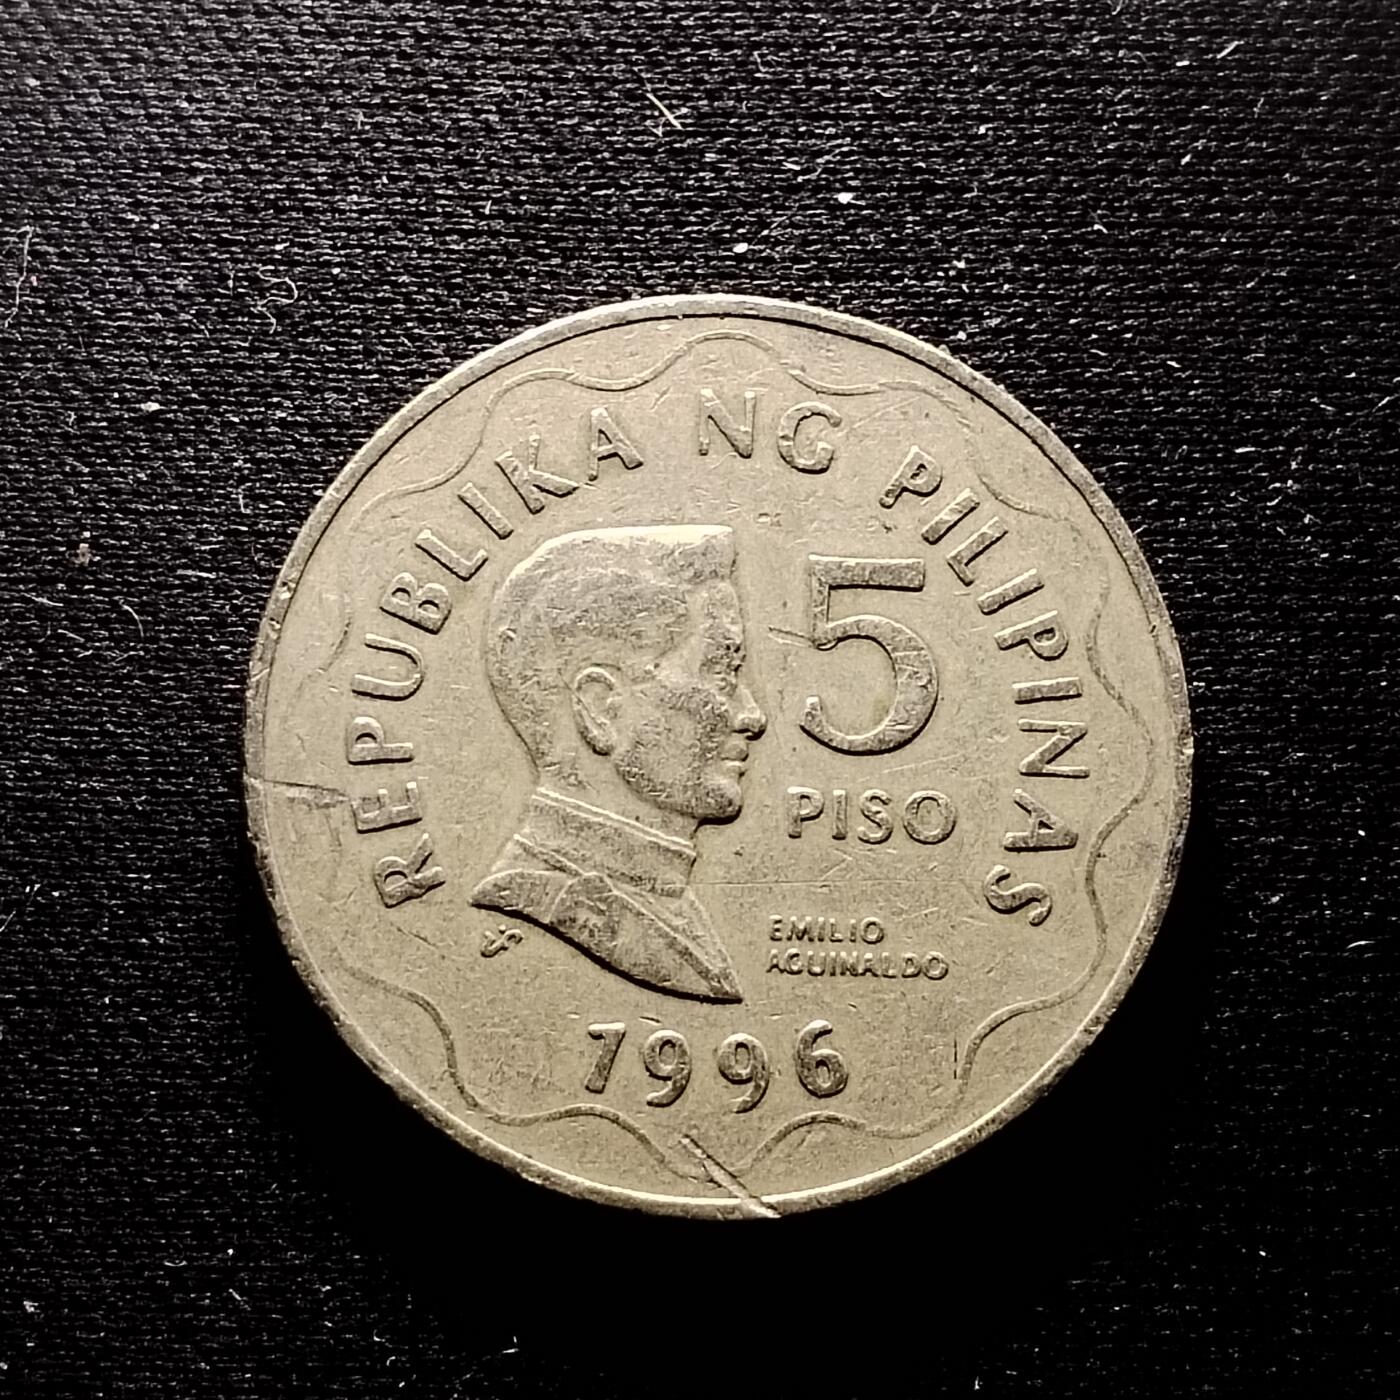 REPUBLIKA NG PILIPINAS
5
PISO
EMILIO
AGUINALDO
1996